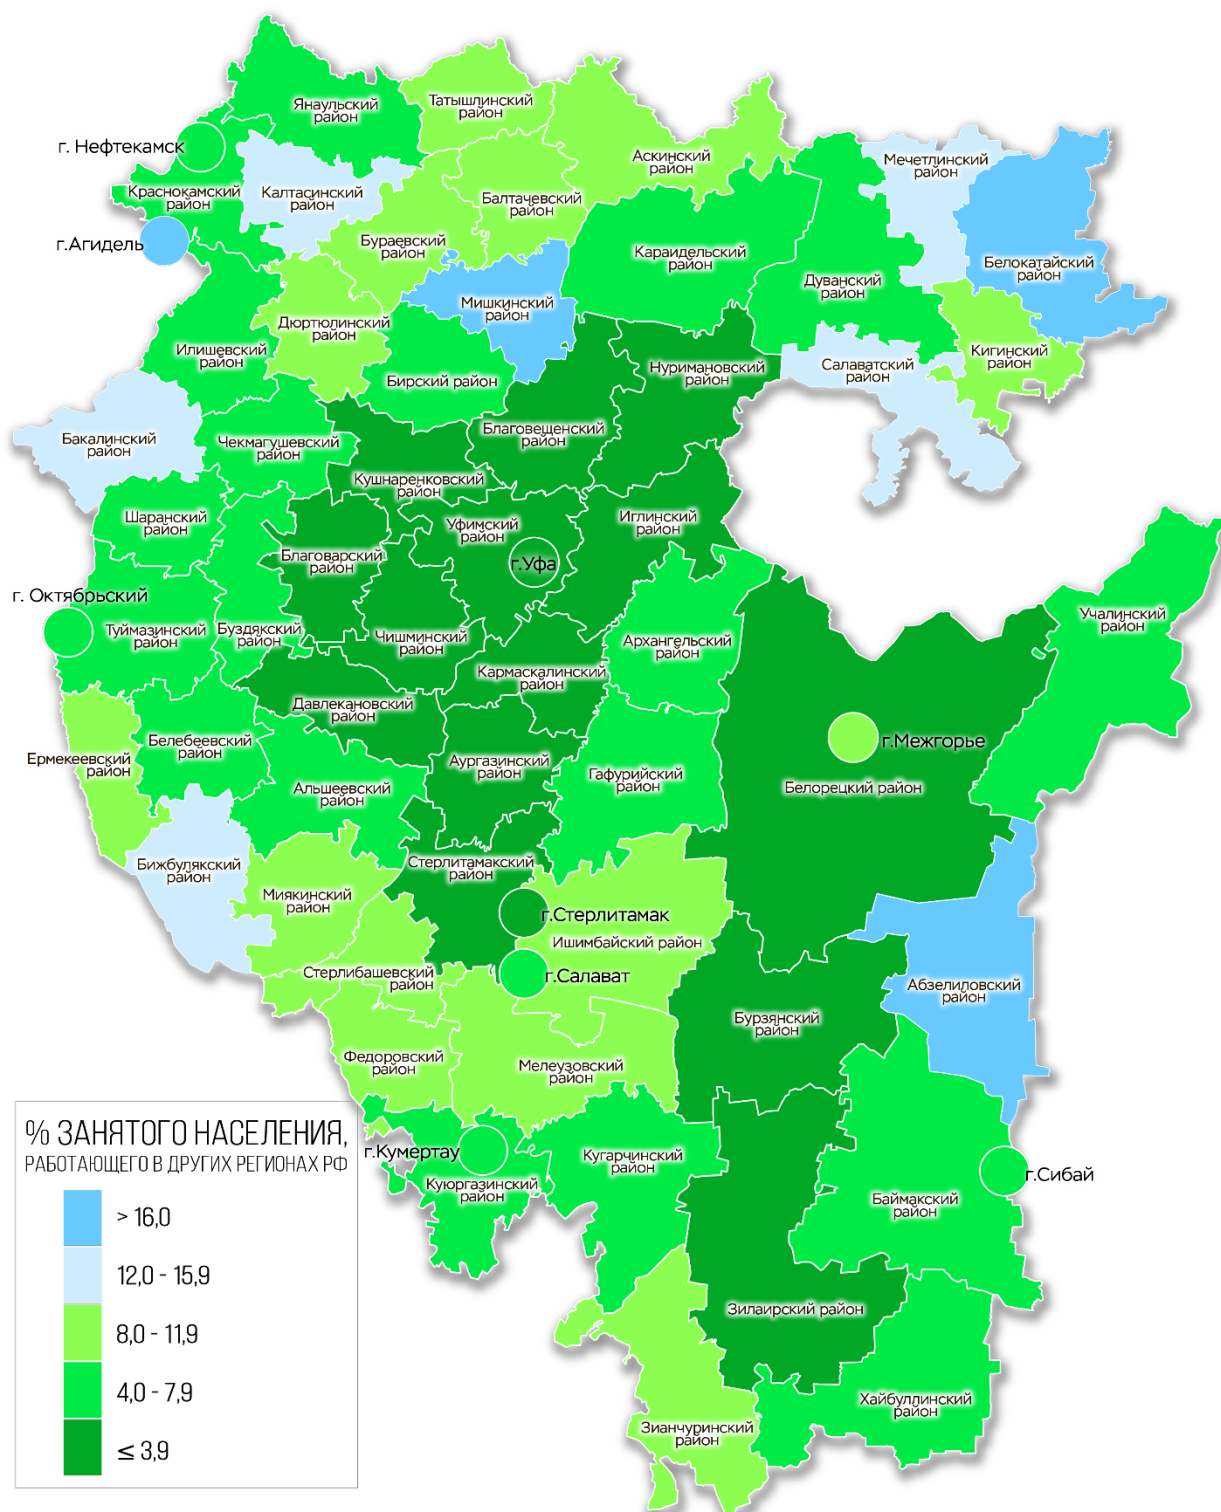 Янаульский
район
Татышлинский
район
г. Нефтекамск
Аскинский
район
Мечетлинский
район
Краснокамский
район
Калтасинский
район
Балтачевский
район
г.Агидель
Бураевский
район
Караидельский
район
Белокатайский
район
Дуванский
район
Мишкинский
район
Дюртюлинский
район
Илишевский
район
Кигинский
район
Бирский район
Нуримановский
район
Салаватский
район
Бакалинский
район
Чекмагушевский
район
Благовещенский
район
Кушнаренковский
район
Шаранский
район
Уфимский
район
Иглинский
район
Благоварский
район
г.Уфа
г. Октябрьский
Туймазинский
район
Буздякский
район
Чишминский
район
Архангельский
район
Учалинский
район
Кармаскалинский
район
Давлекановский
район
Белебеевский
район
г.Межгорье
Ермекеевский
район
Аургазинский
район
Альшеевский
район
Гафурийский
район
Белорецкий район
Бижбулякский
район
Стерлитамакский
район
Миякинский
район
г.Стерлитамак
Ишимбайский район
Стерлибашевский
район
г.Салават
Абзелиловский
район
Бурзянский
район
Федоровский
район
Мелеузовский
район
г.Кумертау
Куюргазинский
район
Кугарчинский
район
г.Сибай
Баймакский
район
Зилаирский район
Хайбуллинский
район
Зианчуринский
район
% ЗАНЯТОГО НАСЕЛЕНИЯ,
РАБОТАЮЩЕГО В ДРУГИХ РЕГИОНАХ РФ
> 16,0
12,0 - 15,9
8,0 - 11,9
4,0 - 7,9
≤ 3,9